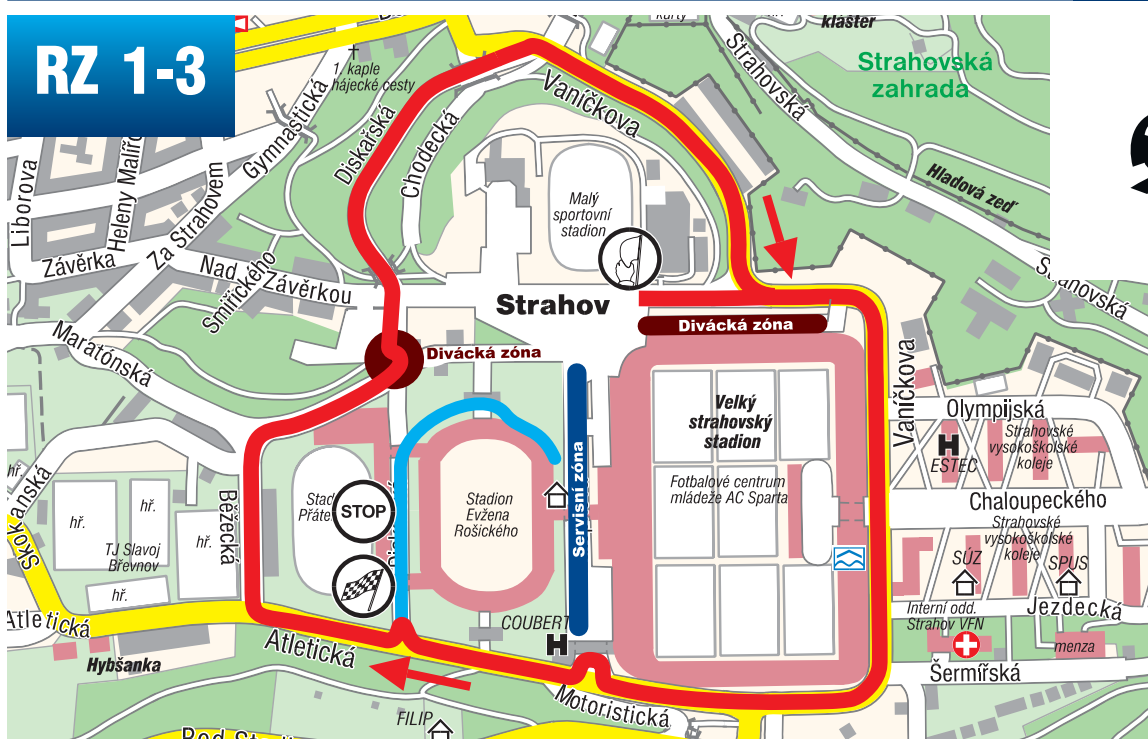 RZ 1-3
klášter
Strahovská
zahrada
Strahovská
1. kaple
hájecké cesty
Gymnastická
Diskařská
Chodecká
Vaníčkova
Hladová zeď
Liborova
Závěrka
Za Strahovem
Nad
Závěrkou
Smiřického
Malý
sportovní
stadion
Strahov
Divácká zóna
Divácká zóna
Maratónská
Vaníčkova
Velký
strahovský
stadion
Fotbalové centrum
mládeže AC Sparta
Olympijská
Strahovské
vysokoškolské
koleje
ESTEC
Chaloupeckého
Strahovské
vysokoškolské
koleje
SÚZ
SPUS
Jezdecká
Interní odd.
Strahov VFN
menza
Šermířská
Servisní zóna
Stadion
Evžena
Rošického
STOP
Skokanská
Běžecká
hř.
hř.
hř.
hř.
hř.
TJ Slavoj
Břevnov
Atletická
Hybšanka
Atletická
COUBERT
H
H
Motoristická
FILIP